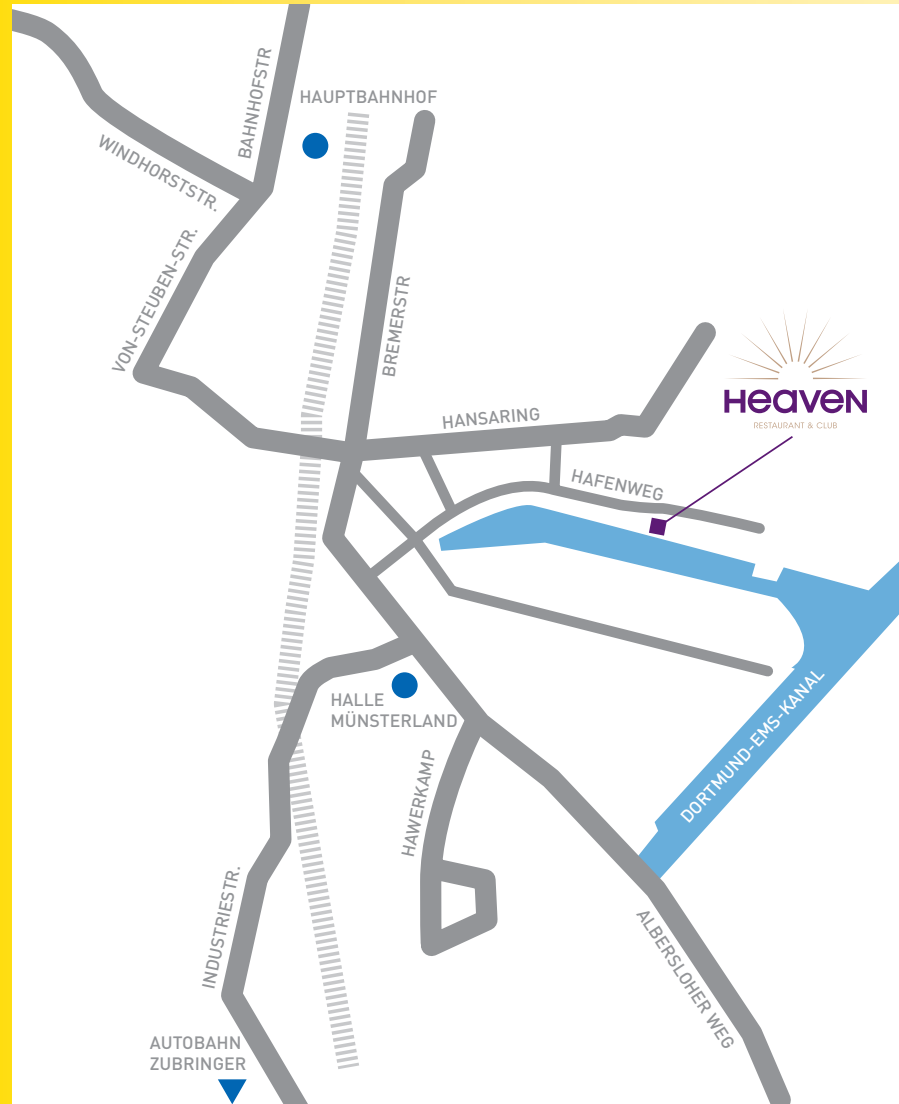 BAHNHOFSTR
HAUPTBAHNHOF
WINDHORSTSTR.
VON-STEUBEN-STR.
BREMERSTR
HANSARING
HEAVEN
RESTAURANT & CLUB
HAFENWEG
HALLE
MÜNSTERLAND
DORTMUND-EMS-KANAL
HAWERKAMP
INDUSTRIESTR.
ALBERSLOHER WEG
AUTOBAHN
ZUBRINGER